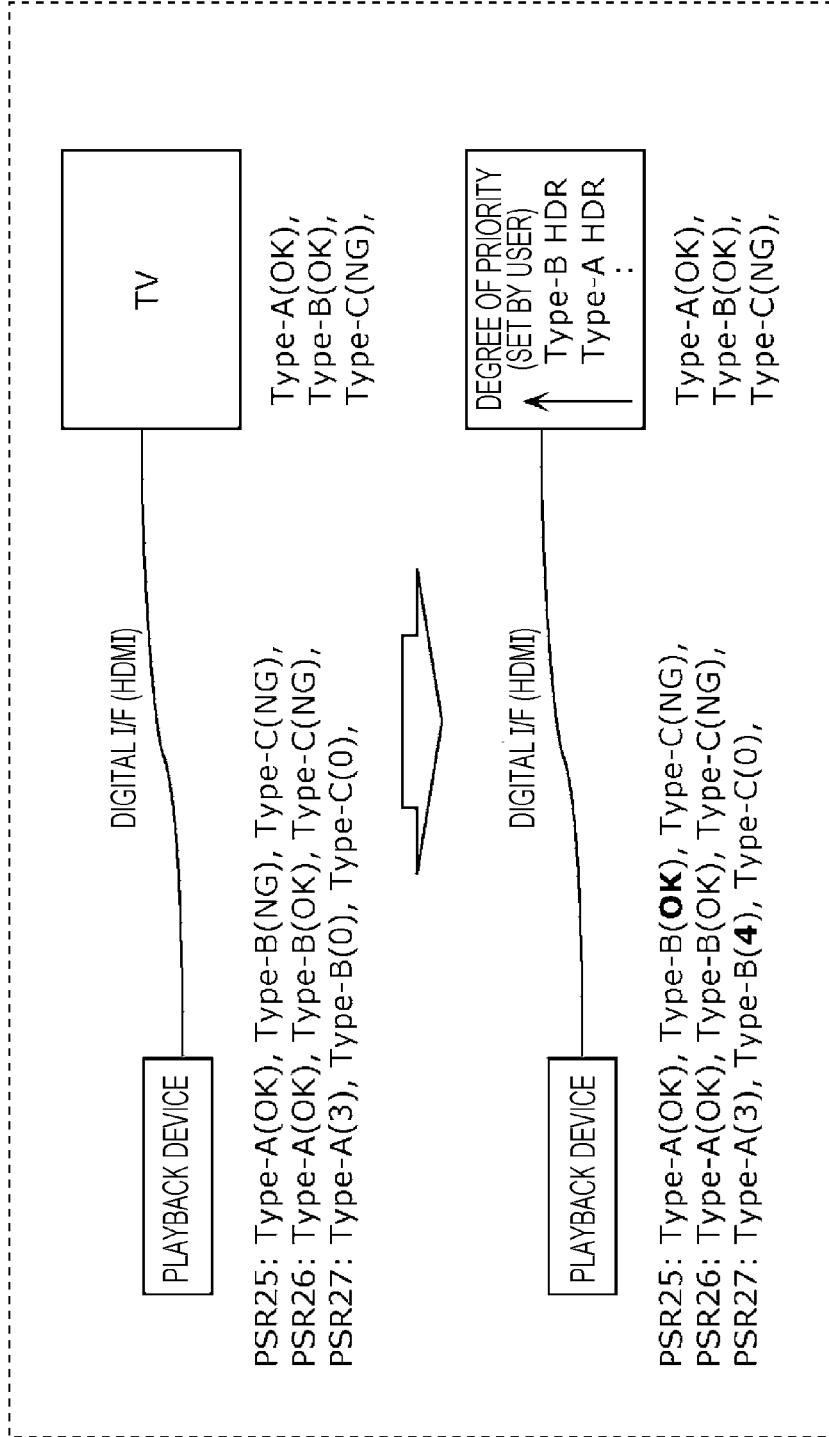 PLAYBACK DEVICE
DIGITAL I/F (HDMI)
TV
PSR25: Type-A(OK), Type-B(NG), Type-C(NG),
PSR26: Type-A(OK), Type-B(OK), Type-C(NG),
PSR27: Type-A(3), Type-B(0), Type-C(0),
Type-A(OK),
Type-B(OK),
Type-C(NG),
PLAYBACK DEVICE
DIGITAL I/F (HDMI)
DEGREE OF PRIORITY
(SET BY USER)
Type-B HDR
Type-A HDR
:
PSR25: Type-A(OK), Type-B(OK), Type-C(NG),
PSR26: Type-A(OK), Type-B(OK), Type-C(NG),
PSR27: Type-A(3), Type-B(4), Type-C(0),
Type-A(OK),
Type-B(OK),
Type-C(NG),